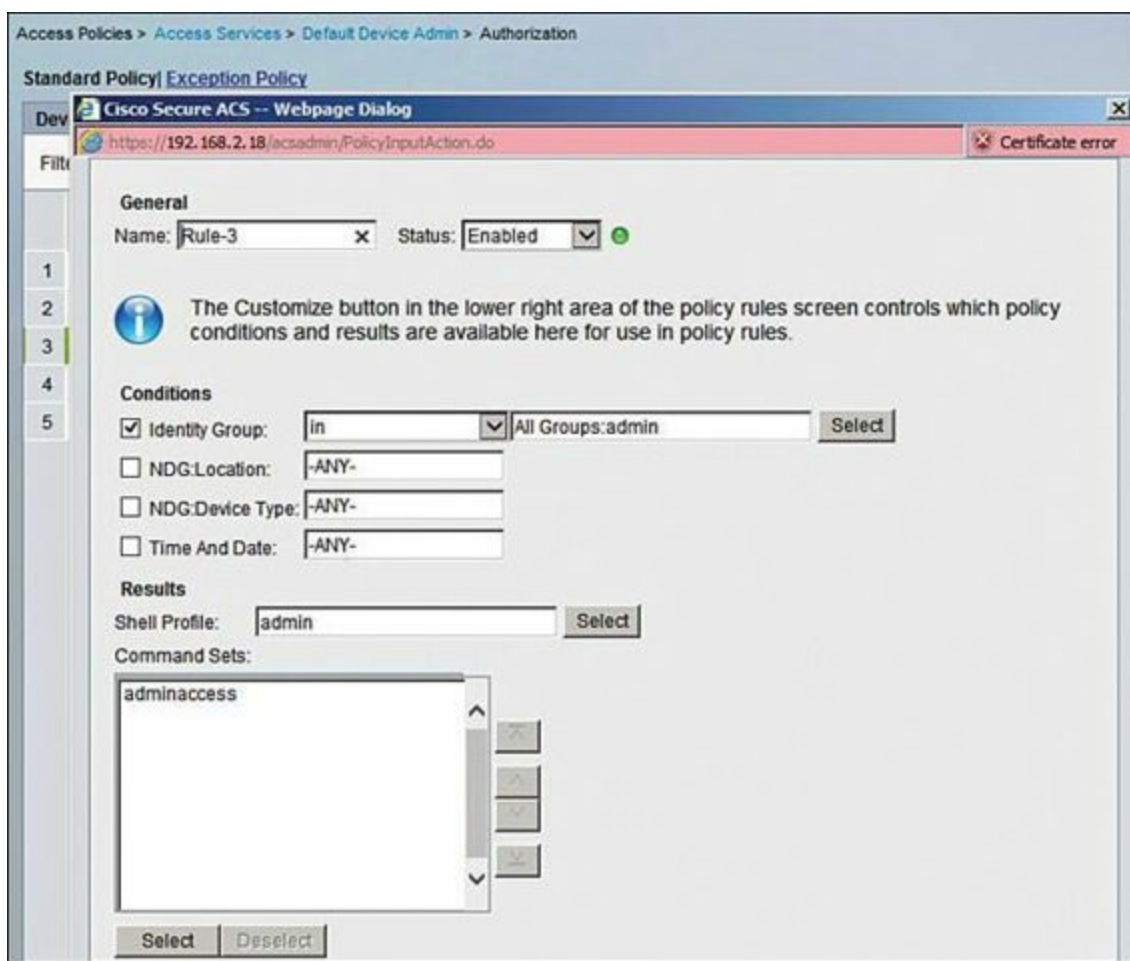 Access Policies > Access Services > Default Device Admin > Authorization
Standard Policy| Exception Policy
Dev
Cisco Secure ACS -- Webpage Dialog
https://192.168.2.18/acsadmin/PolicyInputAction.do
Certificate error
Filte
General
Name: Rule-3 Status: Enabled
1
2
3
4
5
The Customize button in the lower right area of the policy rules screen controls which policy
conditions and results are available here for use in policy rules.
Conditions
Identity Group: in All Groups:admin Select
NDG:Location: -ANY-
NDG:Device Type: -ANY-
Time And Date: -ANY-
Results
Shell Profile: admin Select
Command Sets:
adminaccess
Select Deselect